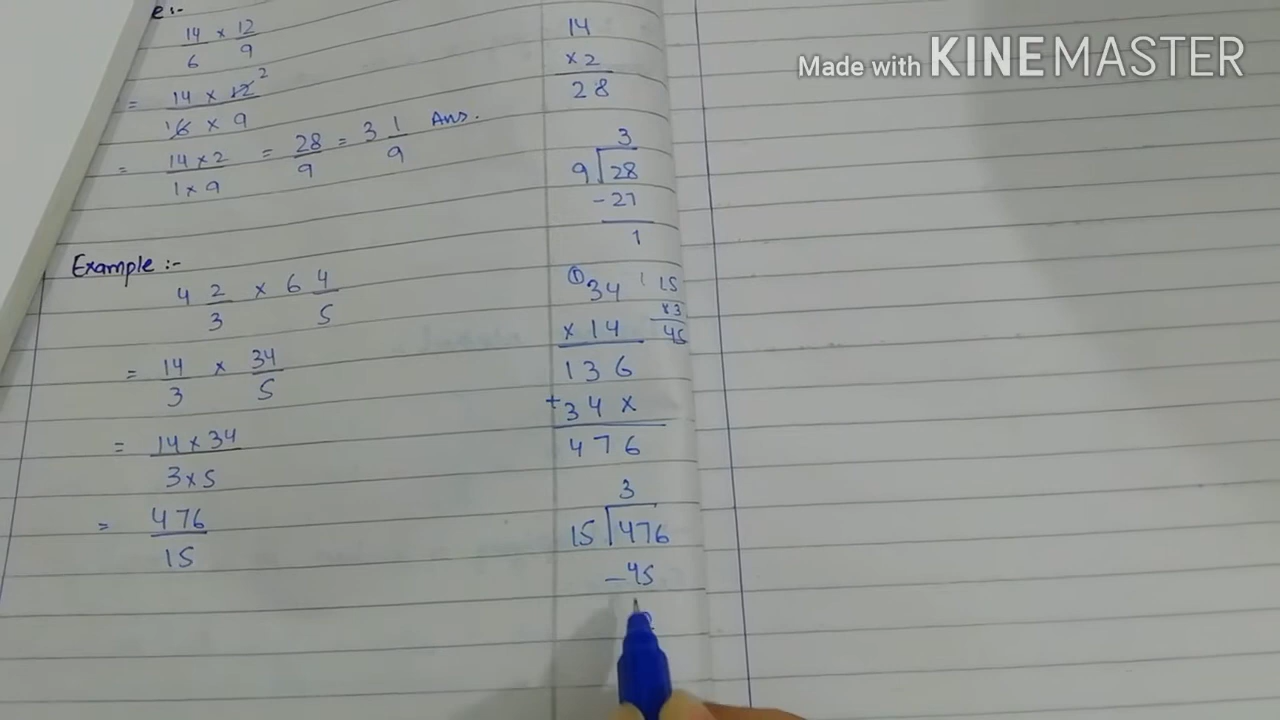 e:-
14/6 × 12/9
= 14 × 12 2 / 1 6 × 9
= 14 × 2 / 1 × 9 = 28/9 = 3 1/9 Ans.
Example :-
4 2/3 × 6 4/5
= 14/3 × 34/5
= 14 × 34 / 3 × 5
= 476/15
14
× 2
28
3
9 28
- 27
1
1 34
× 14
136
+ 34 ×
476
1 15
× 3
45
3
15 476
- 45
Made with KINEMASTER